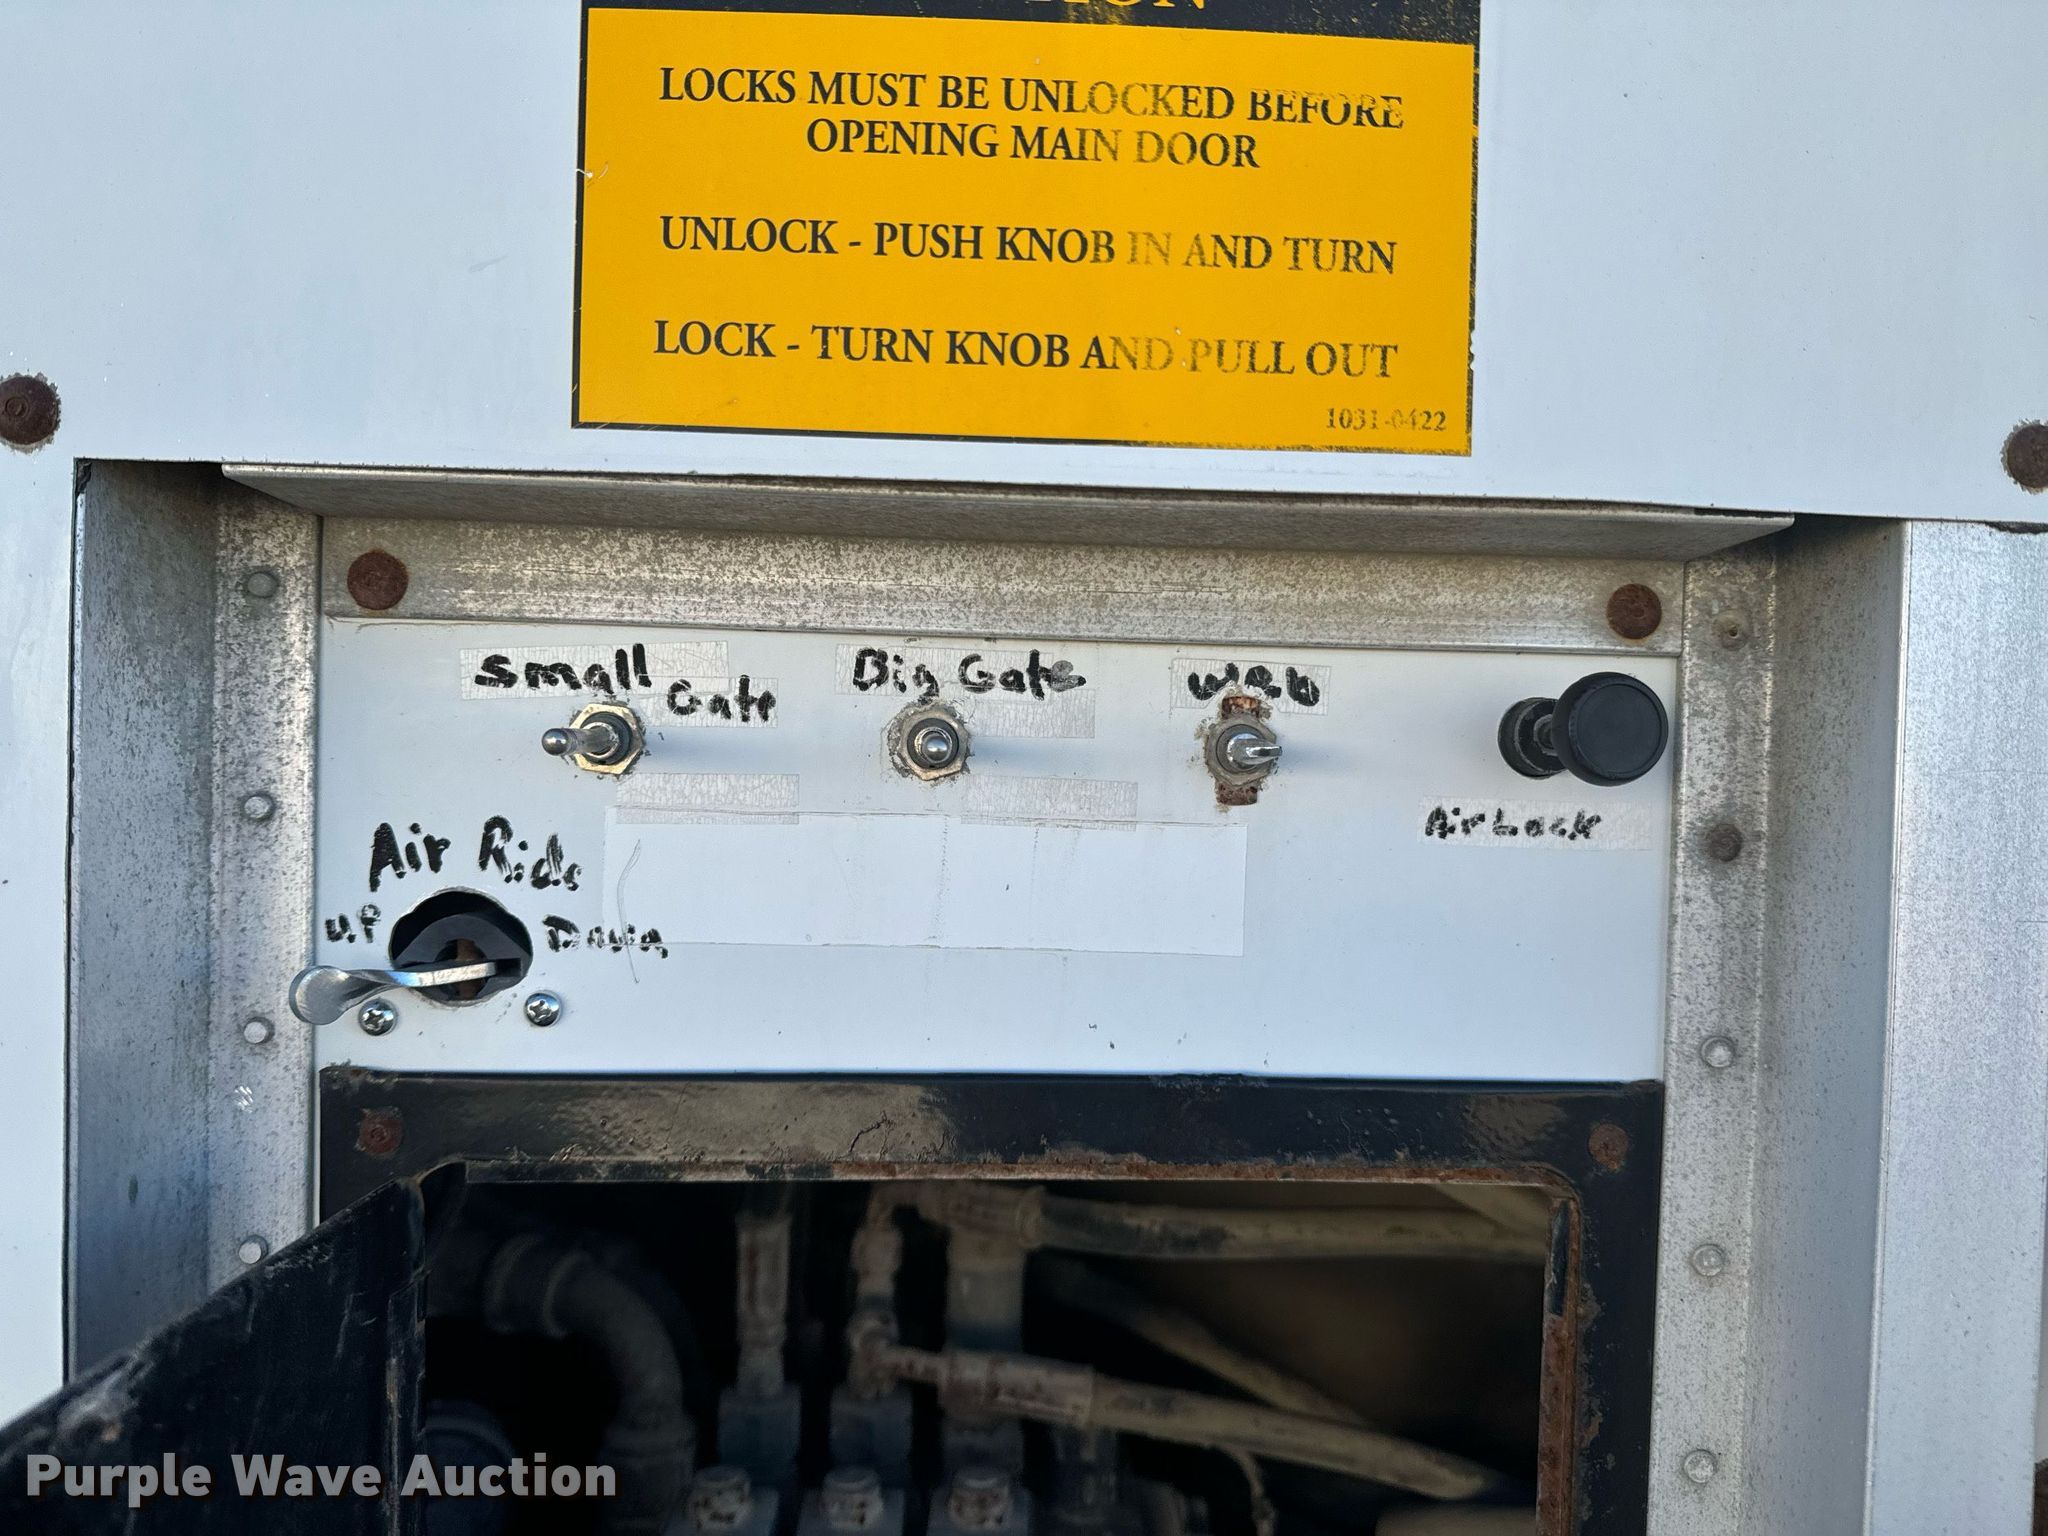 LOCKS MUST BE UNLOCKED BEFORE
OPENING MAIN DOOR
UNLOCK - PUSH KNOB IN AND TURN
LOCK - TURN KNOB AND PULL OUT
1031-0422
Small
Gate
Big Gate
web
Air Lock
Air Ride
up
Down
Purple Wave Auction